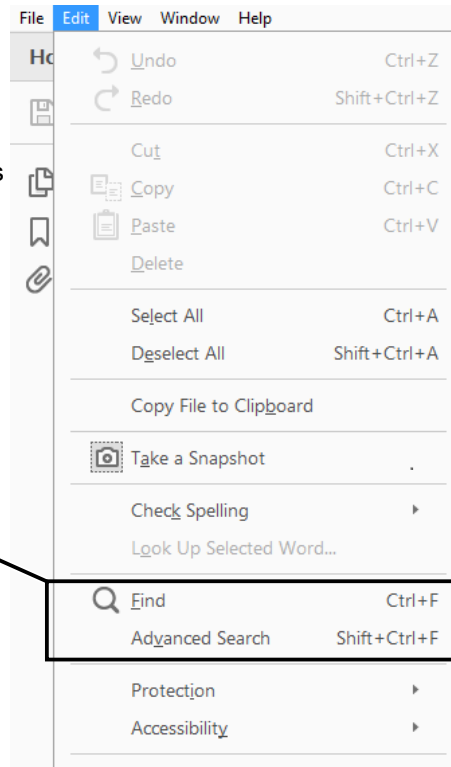 File Edit View Window Help
Ho
Undo Ctrl+Z
Redo Shift+Ctrl+Z
Cut Ctrl+X
s
Copy Ctrl+C
Paste Ctrl+V
Delete
Select All Ctrl+A
Deselect All Shift+Ctrl+A
Copy File to Clipboard
Take a Snapshot
Check Spelling
Look Up Selected Word...
Find Ctrl+F
Advanced Search Shift+Ctrl+F
Protection
Accessibility